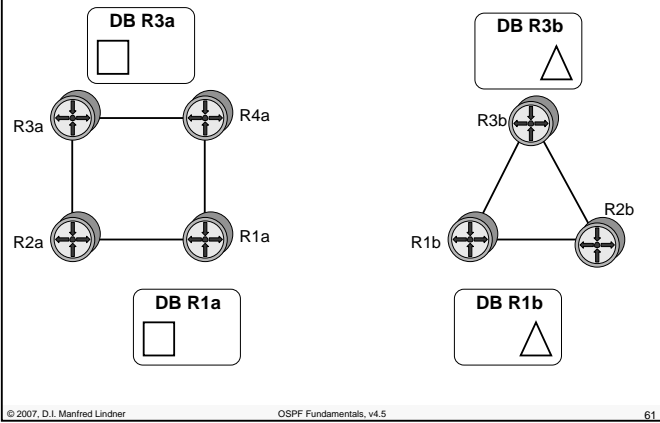 DB R3a
DB R3b
R3a
R4a
R3b
R2a
R1a
R1b
R2b
DB R1a
DB R1b
© 2007, D.I. Manfred Lindner
OSPF Fundamentals, v4.5
61